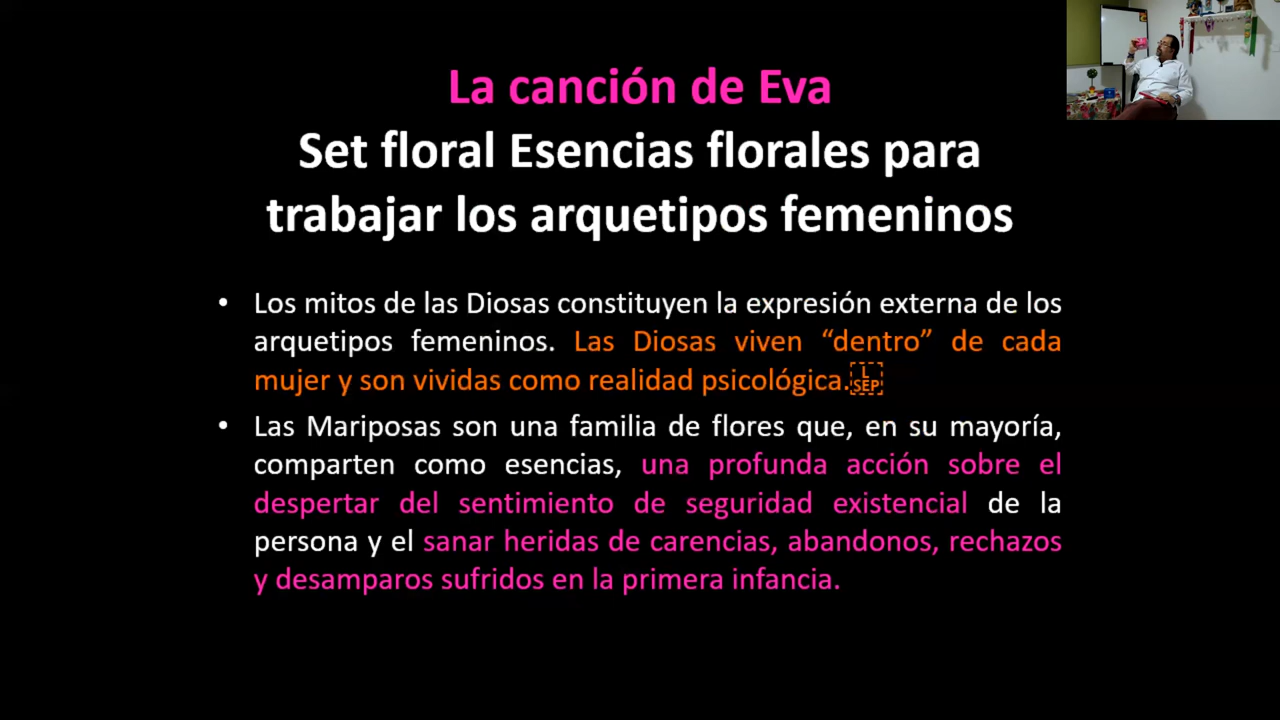 La canción de Eva
Set floral Esencias florales para
trabajar los arquetipos femeninos
• Los mitos de las Diosas constituyen la expresión externa de los
arquetipos femeninos. Las Diosas viven “dentro” de cada
mujer y son vividas como realidad psicológica.
L
SEP
• Las Mariposas son una familia de flores que, en su mayoría,
comparten como esencias, una profunda acción sobre el
despertar del sentimiento de seguridad existencial de la
persona y el sanar heridas de carencias, abandonos, rechazos
y desamparos sufridos en la primera infancia.